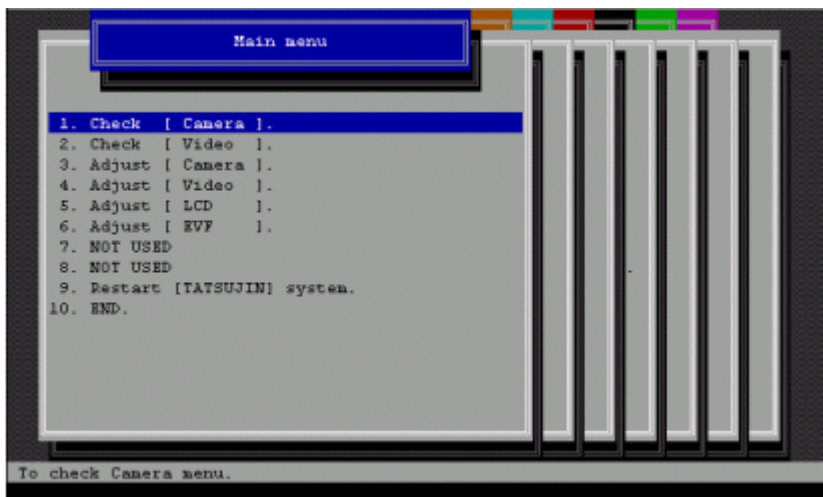 Main menu
1. Check [ Camera ].
2. Check [ Video ].
3. Adjust [ Camera ].
4. Adjust [ Video ].
5. Adjust [ LCD ].
6. Adjust [ EVF ].
7. NOT USED
8. NOT USED
9. Restart [TATSUJIN] system.
10. END.
To check Camera menu.